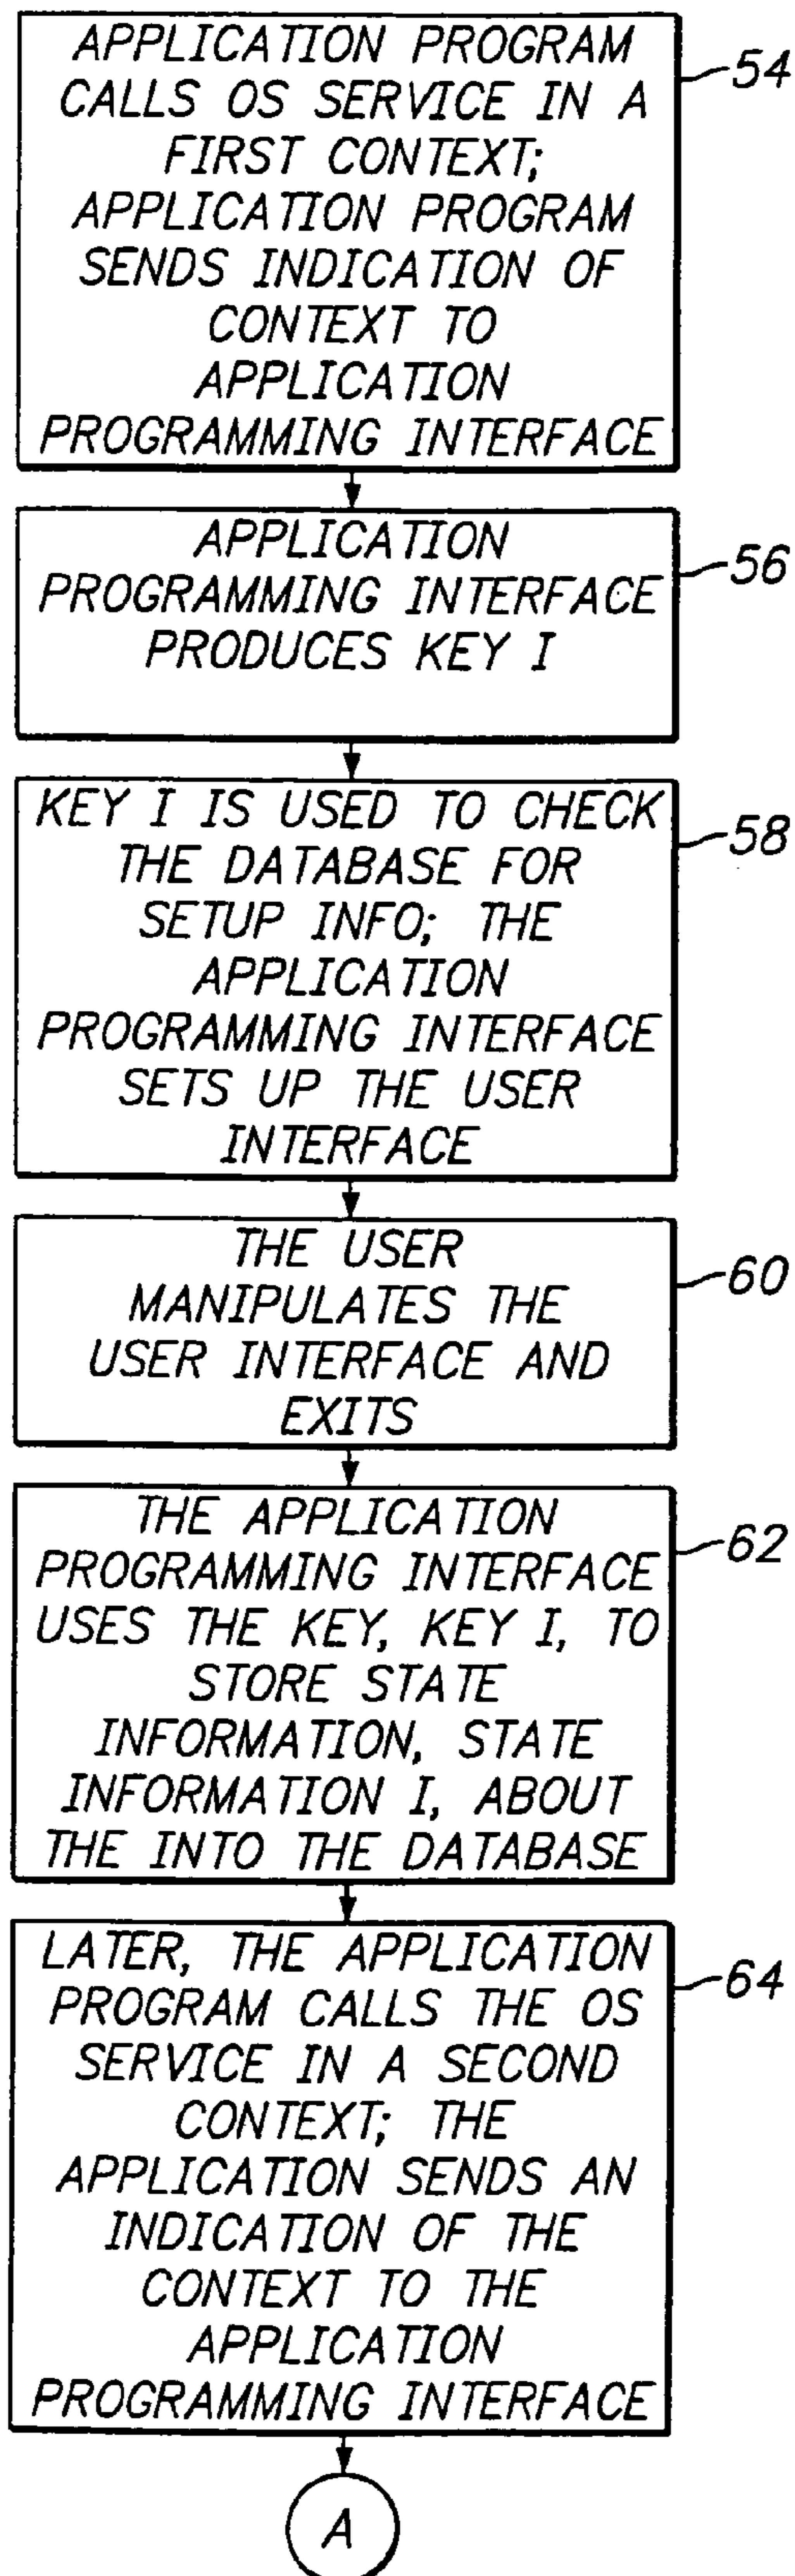 APPLICATION PROGRAM
CALLS OS SERVICE IN A
FIRST CONTEXT;
APPLICATION PROGRAM
SENDS INDICATION OF
CONTEXT TO
APPLICATION
PROGRAMMING INTERFACE
54
APPLICATION
PROGRAMMING INTERFACE
PRODUCES KEY I
56
KEY I IS USED TO CHECK
THE DATABASE FOR
SETUP INFO; THE
APPLICATION
PROGRAMMING INTERFACE
SETS UP THE USER
INTERFACE
58
THE USER
MANIPULATES THE
USER INTERFACE AND
EXITS
60
THE APPLICATION
PROGRAMMING INTERFACE
USES THE KEY, KEY I, TO
STORE STATE
INFORMATION, STATE
INFORMATION I, ABOUT
THE INTO THE DATABASE
62
LATER, THE APPLICATION
PROGRAM CALLS THE OS
SERVICE IN A SECOND
CONTEXT; THE
APPLICATION SENDS AN
INDICATION OF THE
CONTEXT TO THE
APPLICATION
PROGRAMMING INTERFACE
64
A